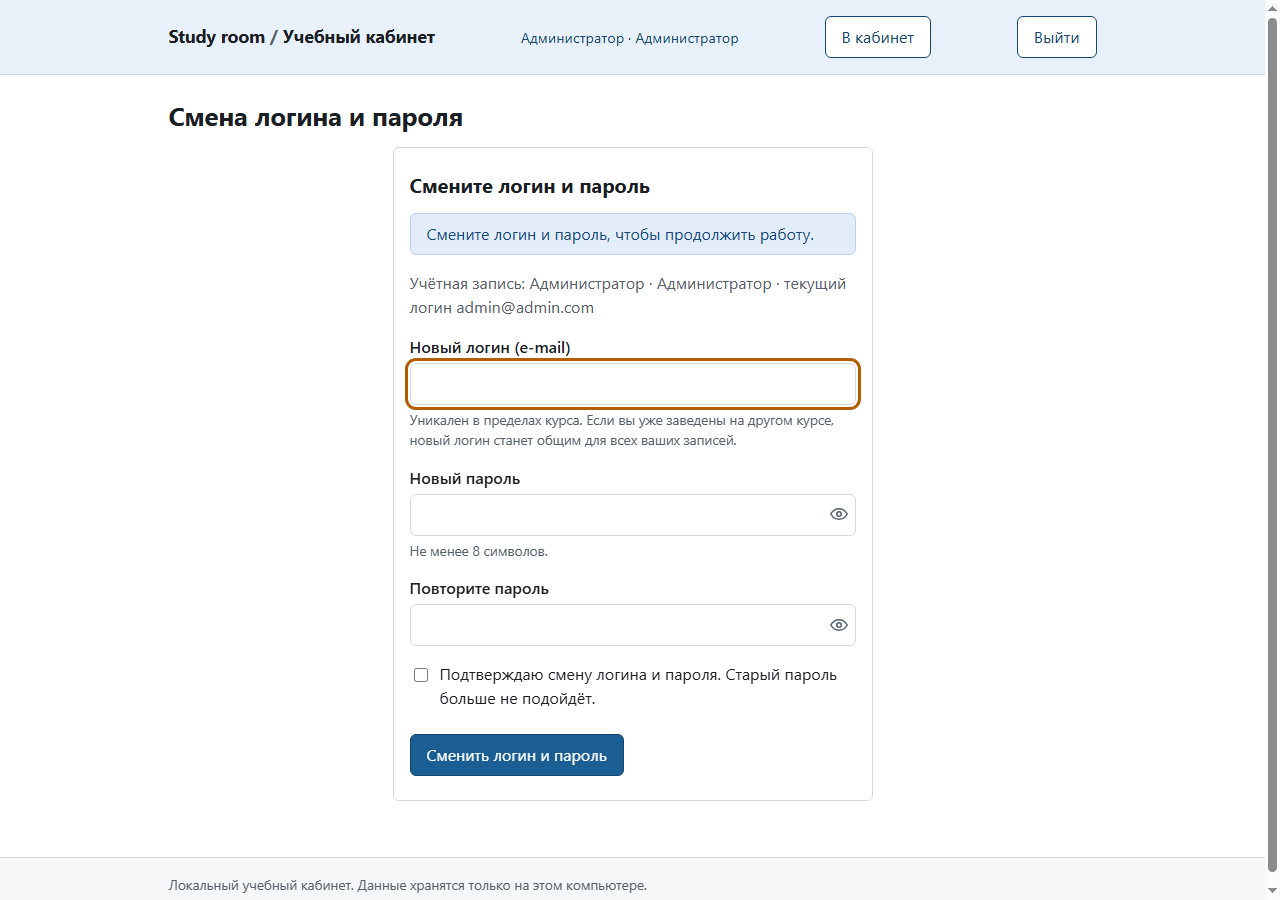 Study room / Учебный кабинет
Администратор · Администратор
В кабинет
Выйти
Смена логина и пароля
Смените логин и пароль
Смените логин и пароль, чтобы продолжить работу.
Учётная запись: Администратор · Администратор · текущий
логин admin@admin.com
Новый логин (e-mail)
Уникален в пределах курса. Если вы уже заведены на другом курсе,
новый логин станет общим для всех ваших записей.
Новый пароль
Не менее 8 символов.
Повторите пароль
Подтверждаю смену логина и пароля. Старый пароль
больше не подойдёт.
Сменить логин и пароль
Локальный учебный кабинет. Данные хранятся только на этом компьютере.